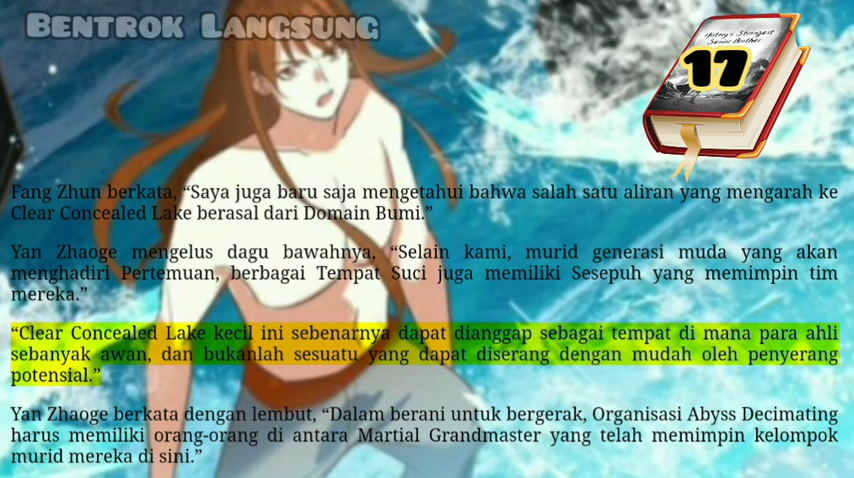 Bentrok Langsung
History's Strongest
Senior Brother
17
Fang Zhun berkata, “Saya juga baru saja mengetahui bahwa salah satu aliran yang mengarah ke
Clear Concealed Lake berasal dari Domain Bumi.”
Yan Zhaoge mengelus dagu bawahnya, “Selain kami, murid generasi muda yang akan
menghadiri Pertemuan, berbagai Tempat Suci juga memiliki Sesepuh yang memimpin tim
mereka.”
“Clear Concealed Lake kecil ini sebenarnya dapat dianggap sebagai tempat di mana para ahli
sebanyak awan, dan bukanlah sesuatu yang dapat diserang dengan mudah oleh penyerang
potensial.”
Yan Zhaoge berkata dengan lembut, “Dalam berani untuk bergerak, Organisasi Abyss Decimating
harus memiliki orang-orang di antara Martial Grandmaster yang telah memimpin kelompok
murid mereka di sini.”